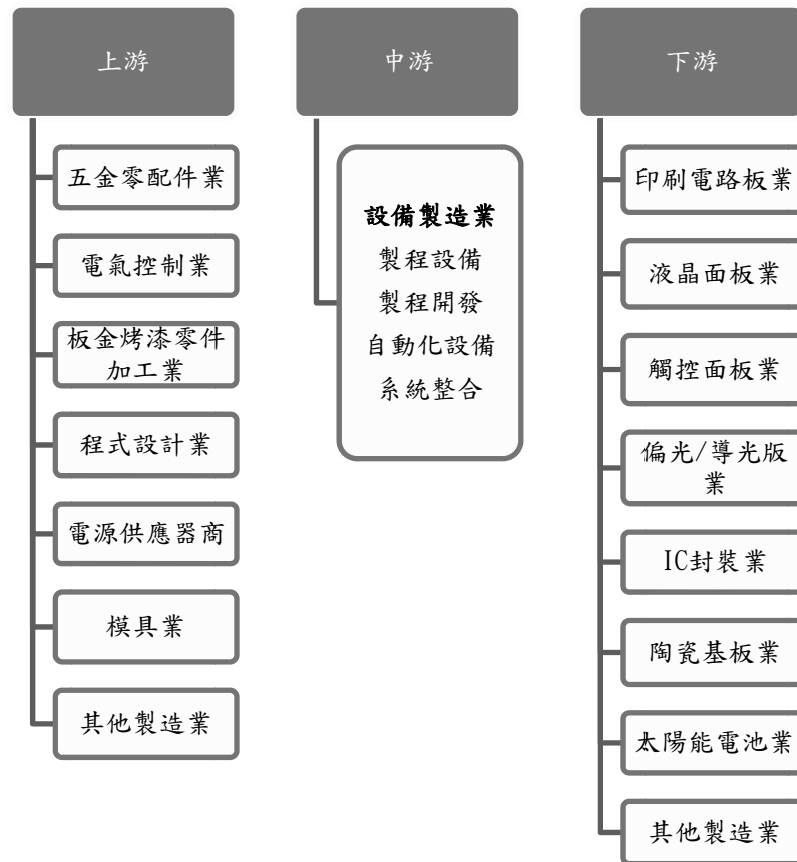 上游
五金零配件業
電氣控制業
板金烤漆零件
加工業
程式設計業
電源供應器商
模具業
其他製造業
中游
設備製造業
製程設備
製程開發
自動化設備
系統整合
下游
印刷電路板業
液晶面板業
觸控面板業
偏光/導光版
業
IC封裝業
陶瓷基板業
太陽能電池業
其他製造業